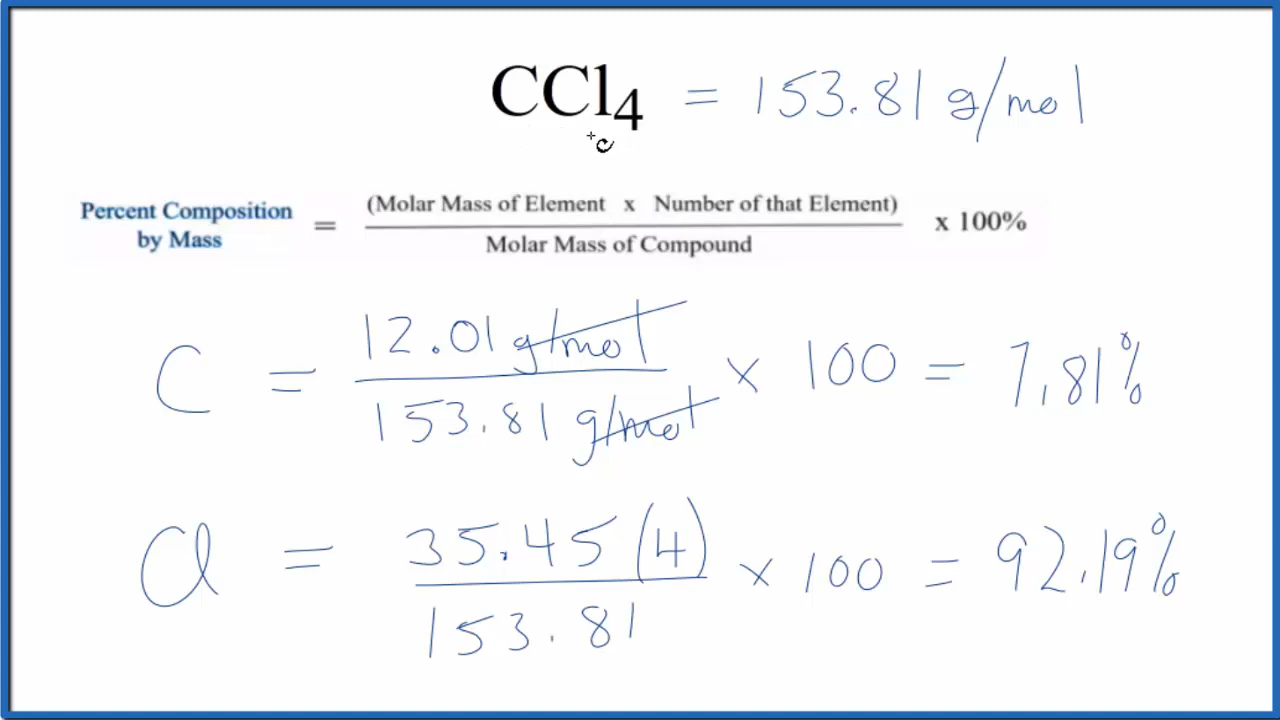 CCl4 = 153.81 g/mol
Percent Composition by Mass = (Molar Mass of Element x Number of that Element) / Molar Mass of Compound x 100%
C = 12.01 g/mol / 153.81 g/mol x 100 = 7.81%
Cl = 35.45 (4) / 153.81 x 100 = 92.19%